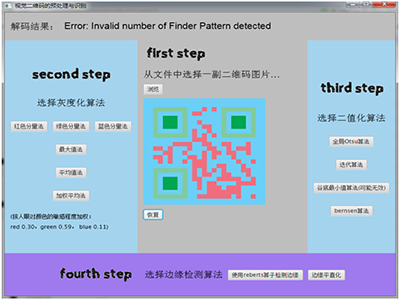 视觉二维码的预处理与识别
解码结果： Error: Invalid number of Finder Pattern detected
first step
从文件中选择一副二维码图片...
浏览
恢复
second step
选择灰度化算法
红色分量法 绿色分量法 蓝色分量法
最大值法
平均值法
加权平均法
(按人眼对颜色的敏感程度加权：
red 0.30, green 0.59, blue 0.11)
third step
选择二值化算法
全局Otsu算法
迭代算法
谷底最小值算法(可能无效)
bernsen算法
fourth step 选择边缘检测算法 使用reberts算子检测边缘 边缘平直化